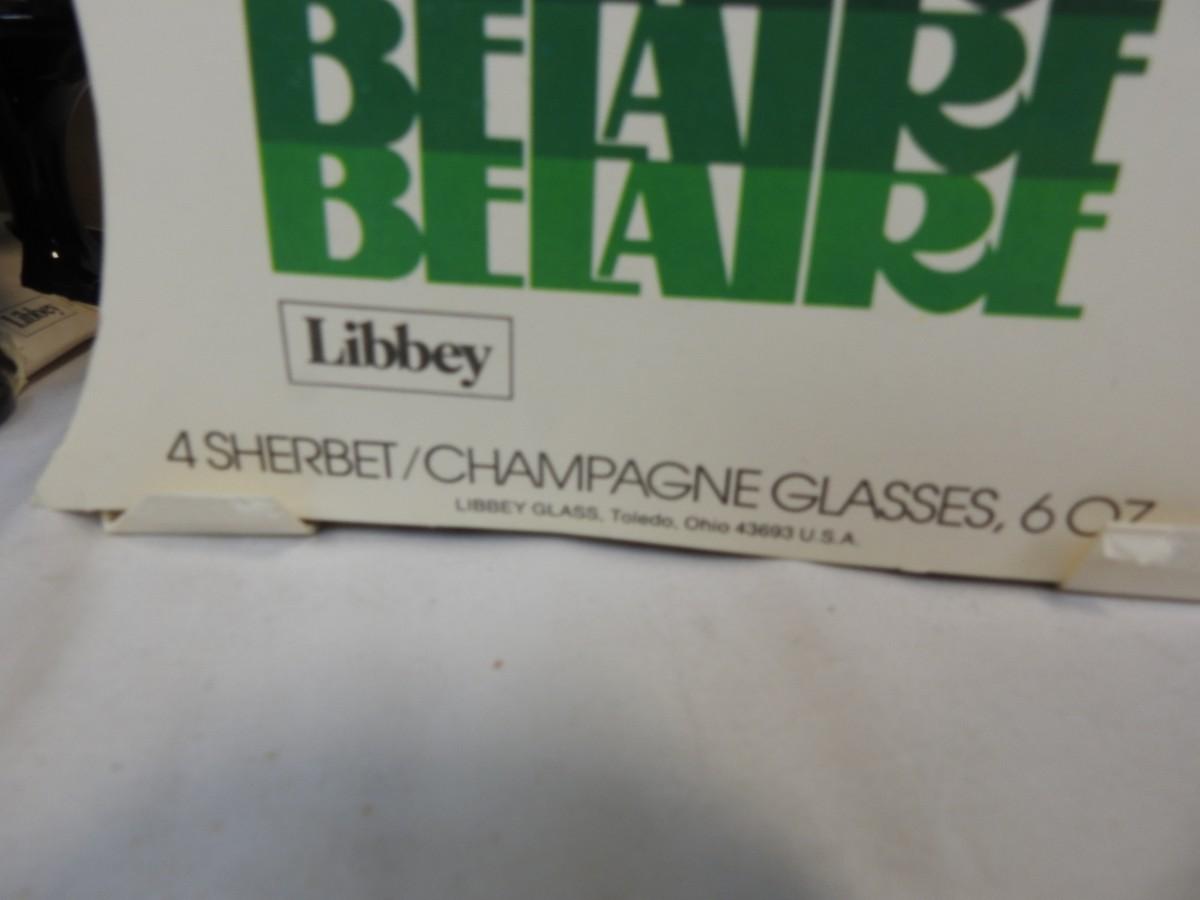 BELAIRE
BELAIRE
Libbey
Libbey
4 SHERBET/CHAMPAGNE GLASSES, 6 OZ
LIBBEY GLASS, Toledo, Ohio 43693 U.S.A.